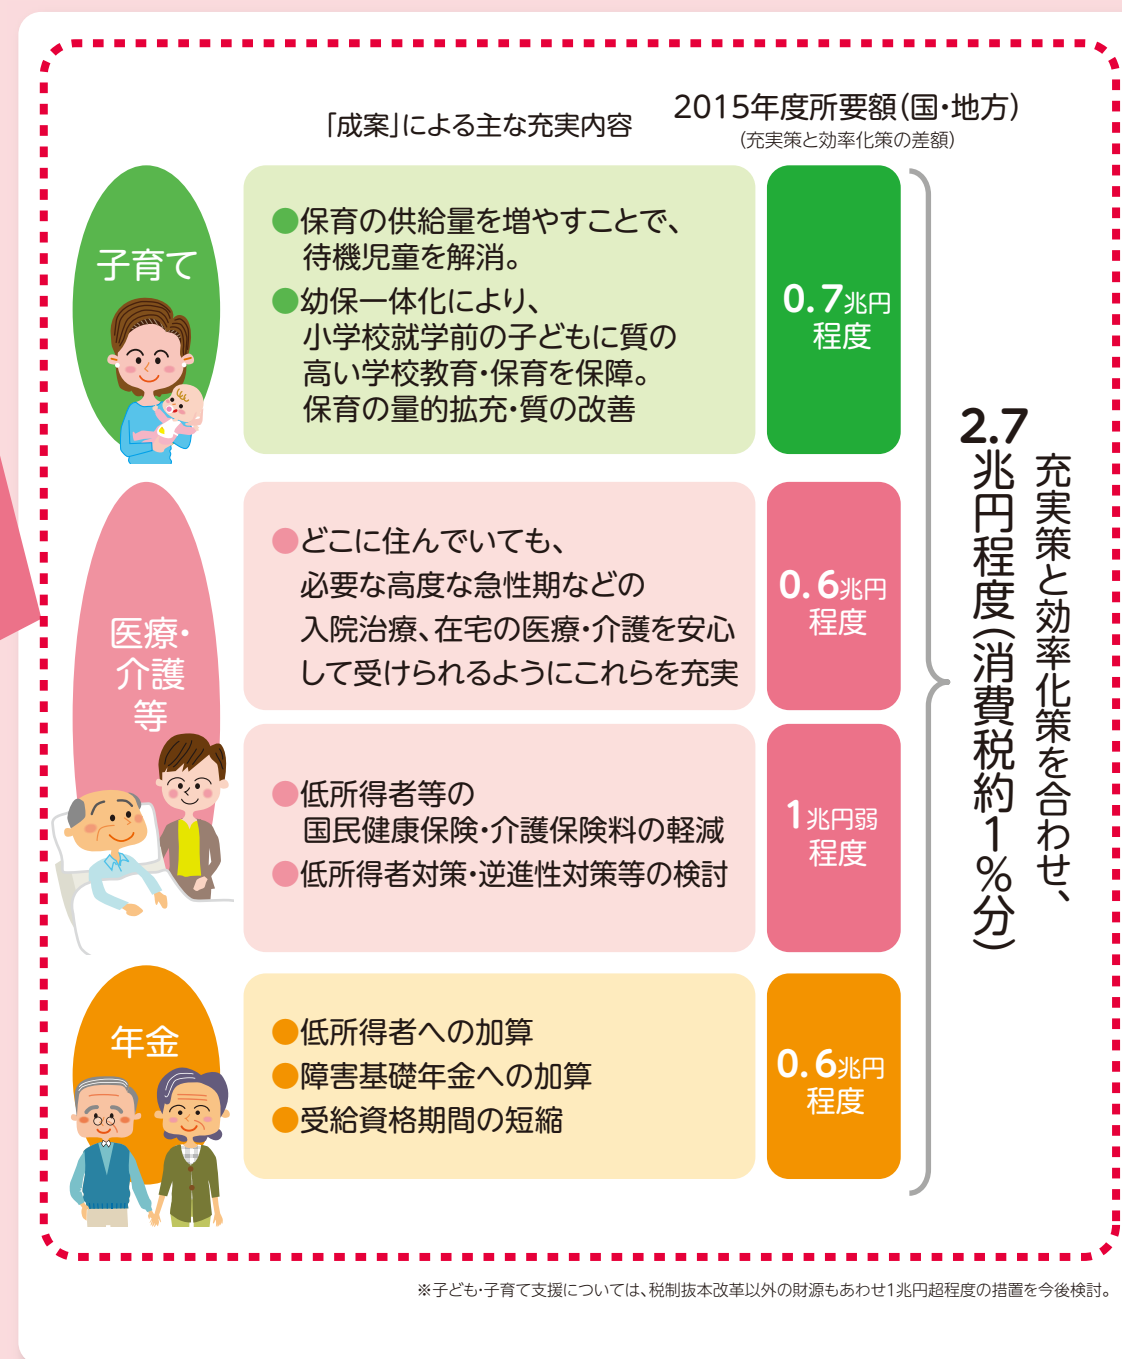 「成案」による主な充実内容
2015年度所要額（国・地方）
（充実策と効率化策の差額）
子育て
●保育の供給量を増やすことで、
待機児童を解消。
●幼保一体化により、
小学校就学前の子どもに質の
高い学校教育・保育を保障。
保育の量的拡充・質の改善
0.7兆円
程度
医療・
介護
等
●どこに住んでいても、
必要な高度な急性期などの
入院治療、在宅の医療・介護を安心
して受けられるようにこれらを充実
0.6兆円
程度
●低所得者等の
国民健康保険・介護保険料の軽減
●低所得者対策・逆進性対策等の検討
1兆円弱
程度
年金
●低所得者への加算
●障害基礎年金への加算
●受給資格期間の短縮
0.6兆円
程度
充実策と効率化策を合わせ、
2.7兆円程度（消費税約1％分）
※子ども・子育て支援については、税制抜本改革以外の財源もあわせ1兆円超程度の措置を今後検討。